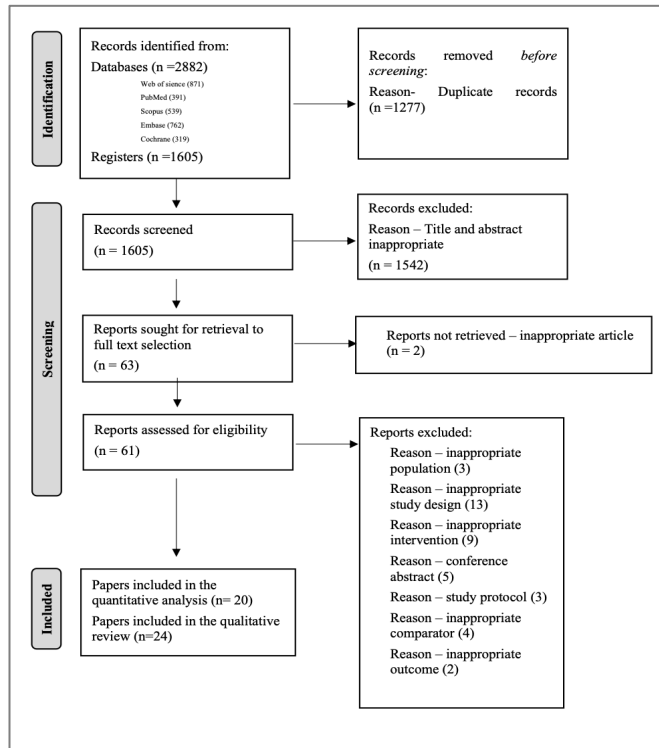 Identification
Records identified from:
Databases (n =2882)
Web of sience (871)
PubMed (391)
Scopus (539)
Embase (762)
Cochrane (319)
Registers (n =1605)
Records removed before
screening:
Reason- Duplicate records
(n =1277)
Screening
Records screened
(n = 1605)
Records excluded:
Reason – Title and abstract
inappropriate
(n = 1542)
Reports sought for retrieval to
full text selection
(n = 63)
Reports not retrieved – inappropriate article
(n = 2)
Reports assessed for eligibility
(n = 61)
Reports excluded:
Reason – inappropriate
population (3)
Reason – inappropriate
study design (13)
Reason – inappropriate
intervention (9)
Reason – conference
abstract (5)
Reason – study protocol (3)
Reason – inappropriate
comparator (4)
Reason – inappropriate
outcome (2)
Included
Papers included in the
quantitative analysis (n= 20)
Papers included in the qualitative
review (n=24)